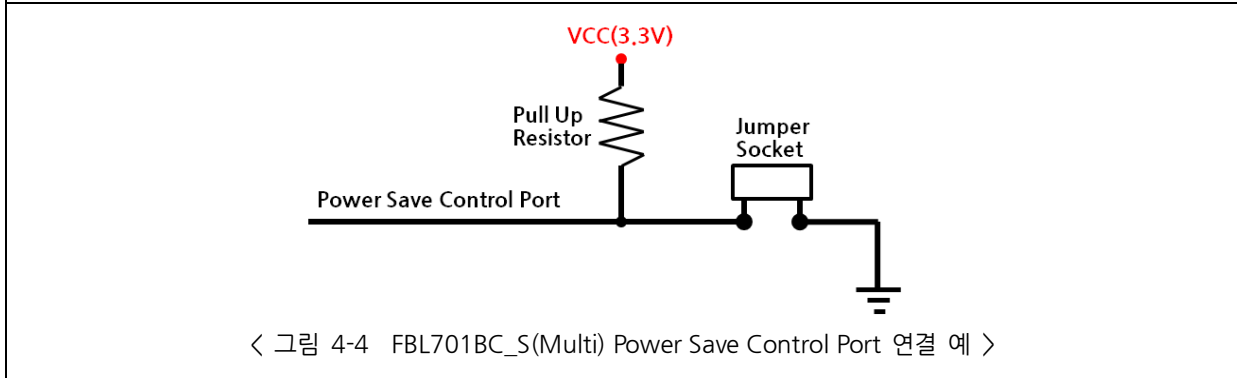 VCC(3.3V)
Pull Up
Resistor
Jumper
Socket
Power Save Control Port
< 그림 4-4 FBL701BC_S(Multi) Power Save Control Port 연결 예 >